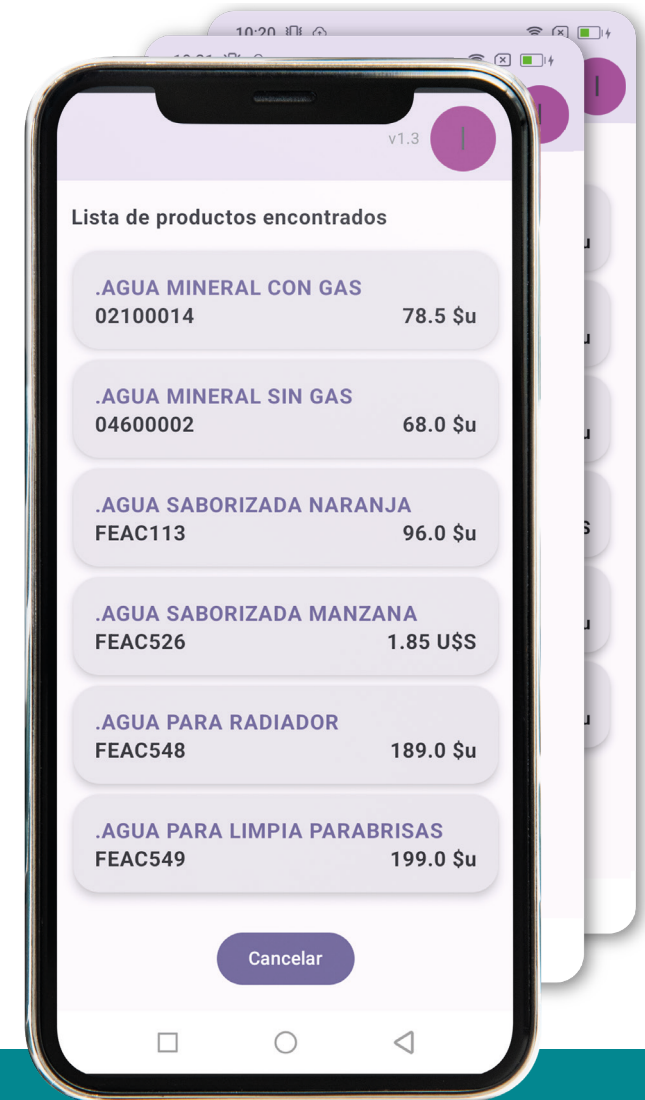 10:20
v1.3
Lista de productos encontrados
.AGUA MINERAL CON GAS
02100014 78.5 $u
.AGUA MINERAL SIN GAS
04600002 68.0 $u
.AGUA SABORIZADA NARANJA
FEAC113 96.0 $u
.AGUA SABORIZADA MANZANA
FEAC526 1.85 U$S
.AGUA PARA RADIADOR
FEAC548 189.0 $u
.AGUA PARA LIMPIA PARABRISAS
FEAC549 199.0 $u
Cancelar